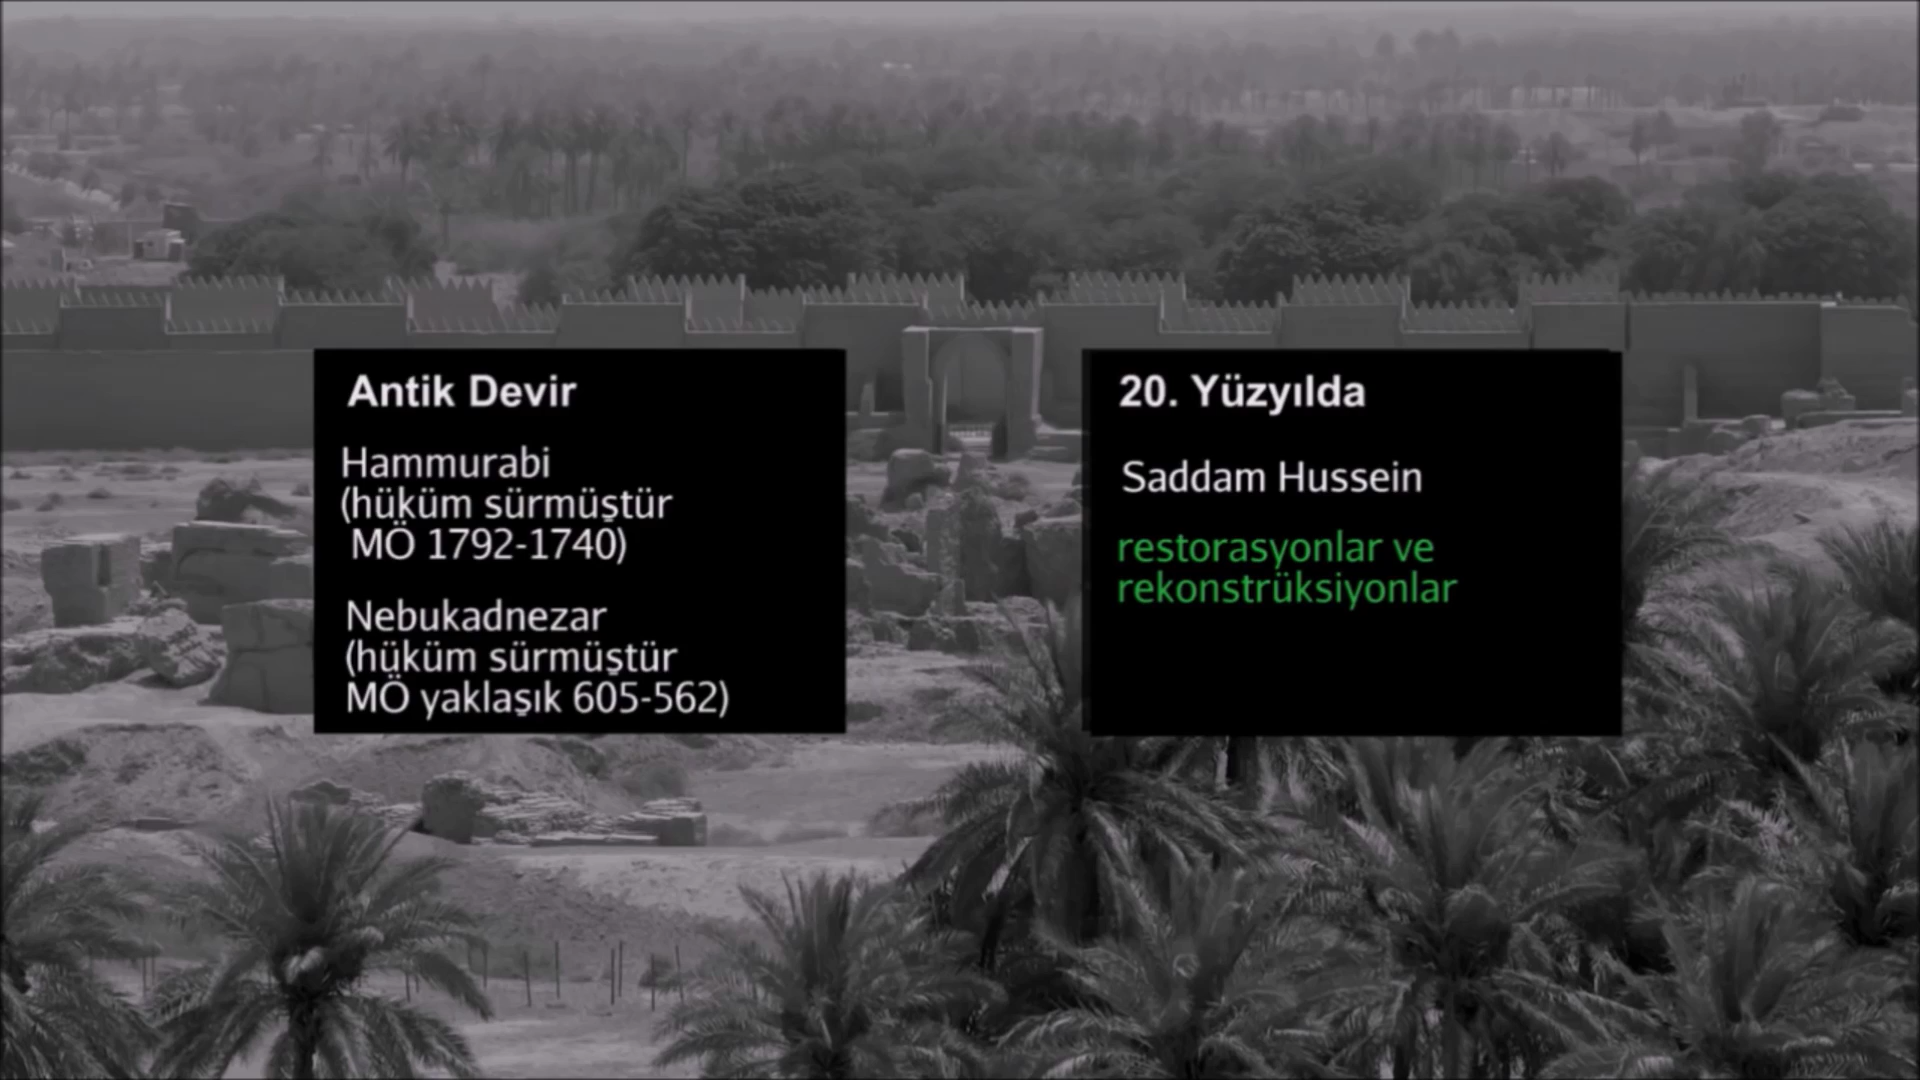 Antik Devir
Hammurabi
(hüküm sürmüştür
MÖ 1792-1740)
Nebukadnezar
(hüküm sürmüştür
MÖ yaklaşık 605-562)
20. Yüzyılda
Saddam Hussein
restorasyonlar ve
rekonstrüksiyonlar